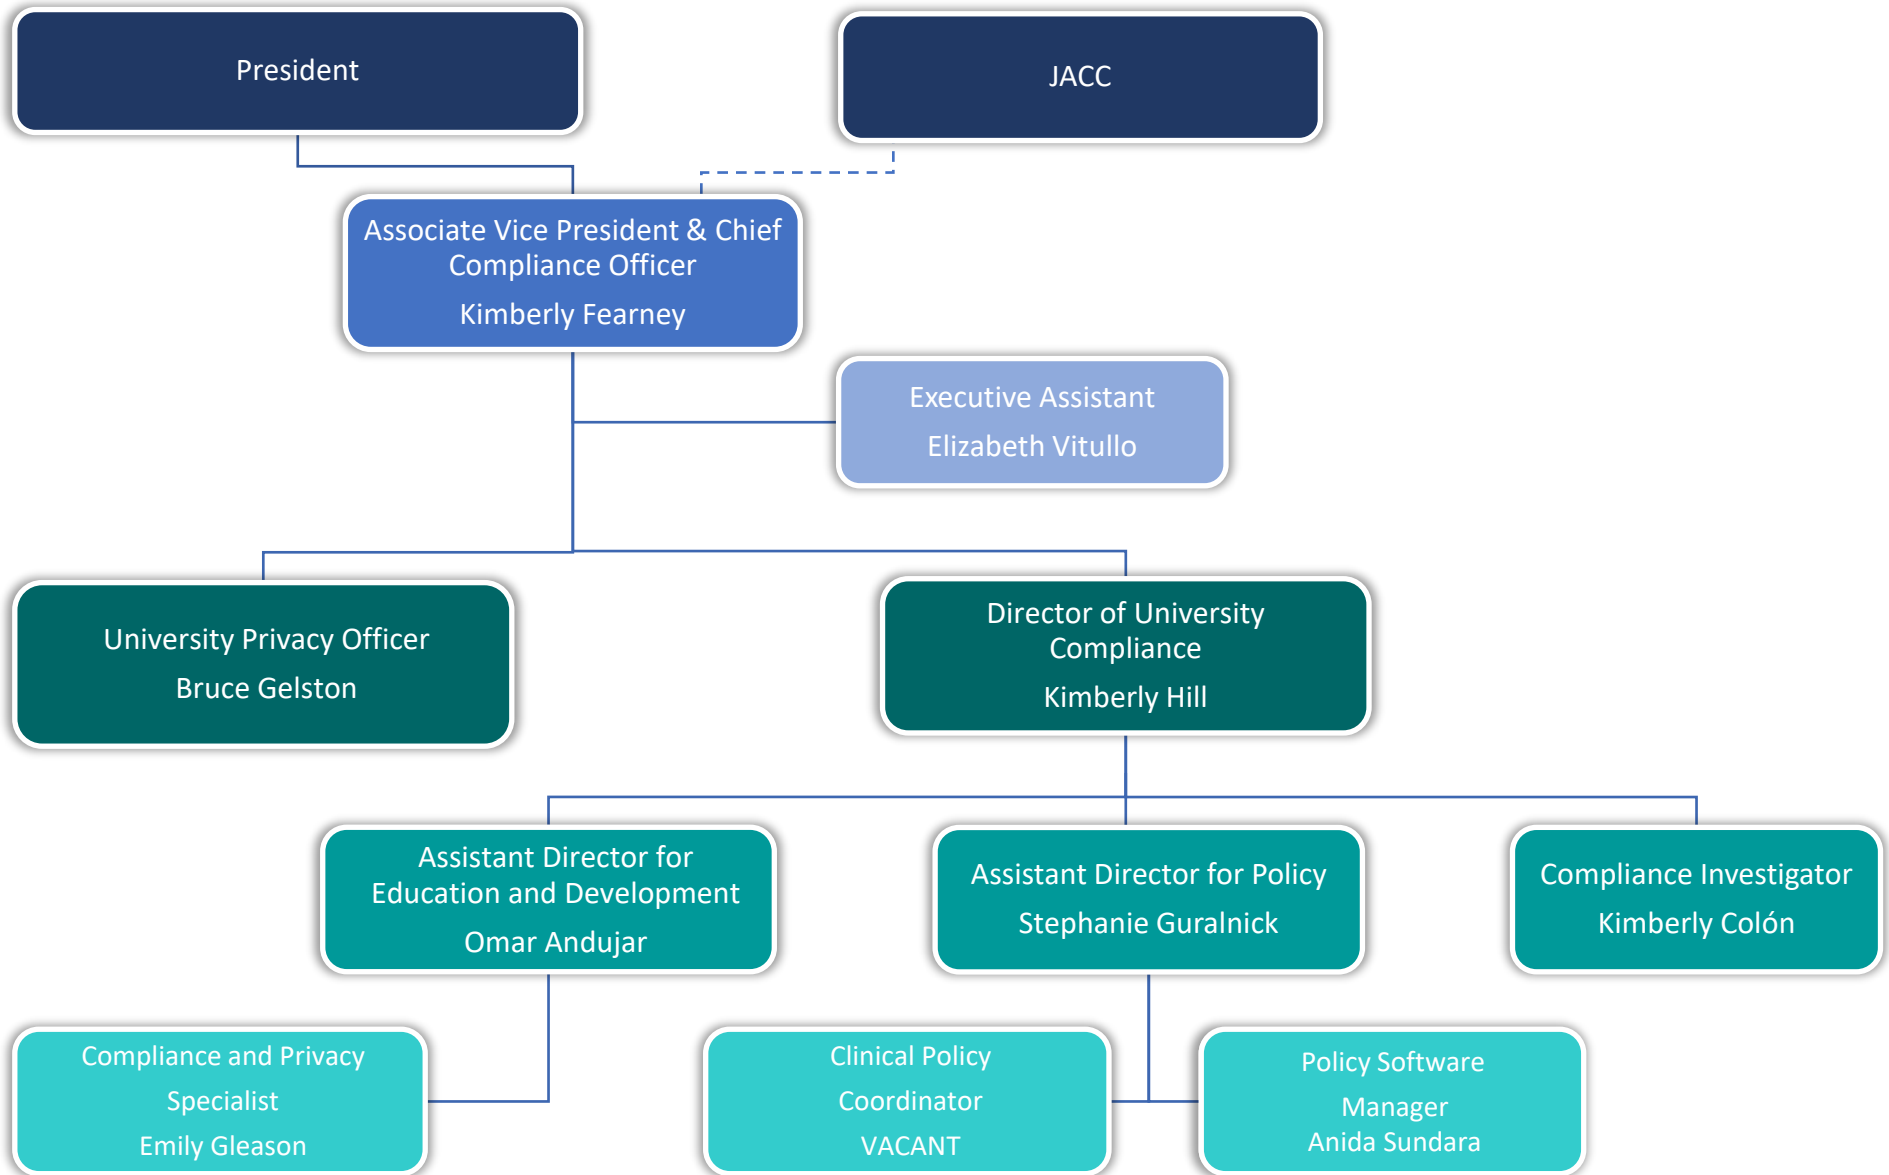 President
JACC
Associate Vice President & Chief
Compliance Officer
Kimberly Fearney
Executive Assistant
Elizabeth Vitullo
University Privacy Officer
Bruce Gelston
Director of University
Compliance
Kimberly Hill
Assistant Director for
Education and Development
Omar Andujar
Assistant Director for Policy
Stephanie Guralnick
Compliance Investigator
Kimberly Colón
Compliance and Privacy
Specialist
Emily Gleason
Clinical Policy
Coordinator
VACANT
Policy Software
Manager
Anida Sundara